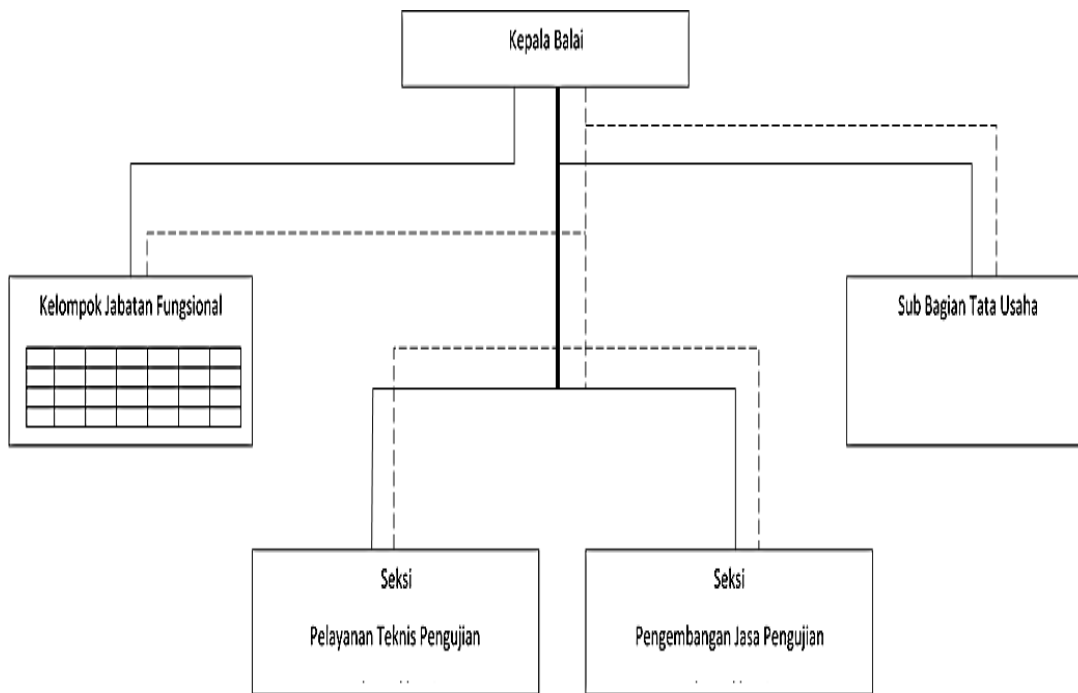 Kepala Balai
Kelompok Jabatan Fungsional
Sub Bagian Tata Usaha
Seksi
Pelayanan Teknis Pengujian
Seksi
Pengembangan Jasa Pengujian